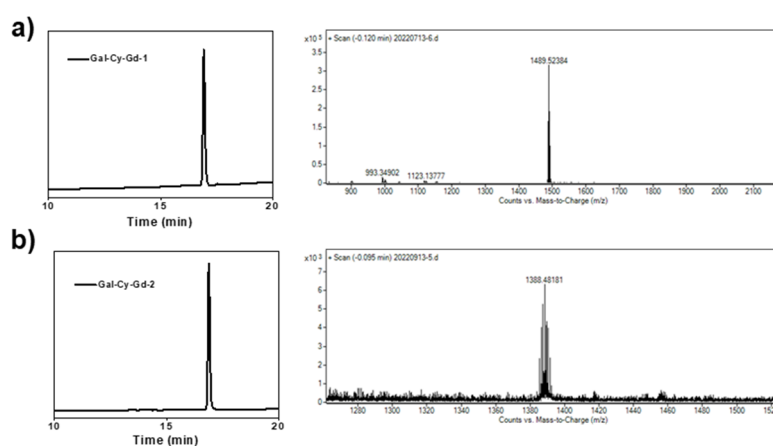 a)
Gal-Cy-Gd-1
10 15 20
Time (min)
x10 5
+ Scan (-0.120 min) 20220713-6.d
3.5
3
2.5
2
1.5
1
0.5
0
1489.52384
993.34902
1123.13777
900 1000 1100 1200 1300 1400 1500 1600 1700 1800 1900 2000 2100
Counts vs. Mass-to-Charge (m/z)
b)
Gal-Cy-Gd-2
10 15 20
Time (min)
x10 3
+ Scan (-0.095 min) 20220913-5.d
7
6
5
4
3
2
1
0
1388.48181
1280 1300 1320 1340 1360 1380 1400 1420 1440 1460 1480 1500 152
Counts vs. Mass-to-Charge (m/z)